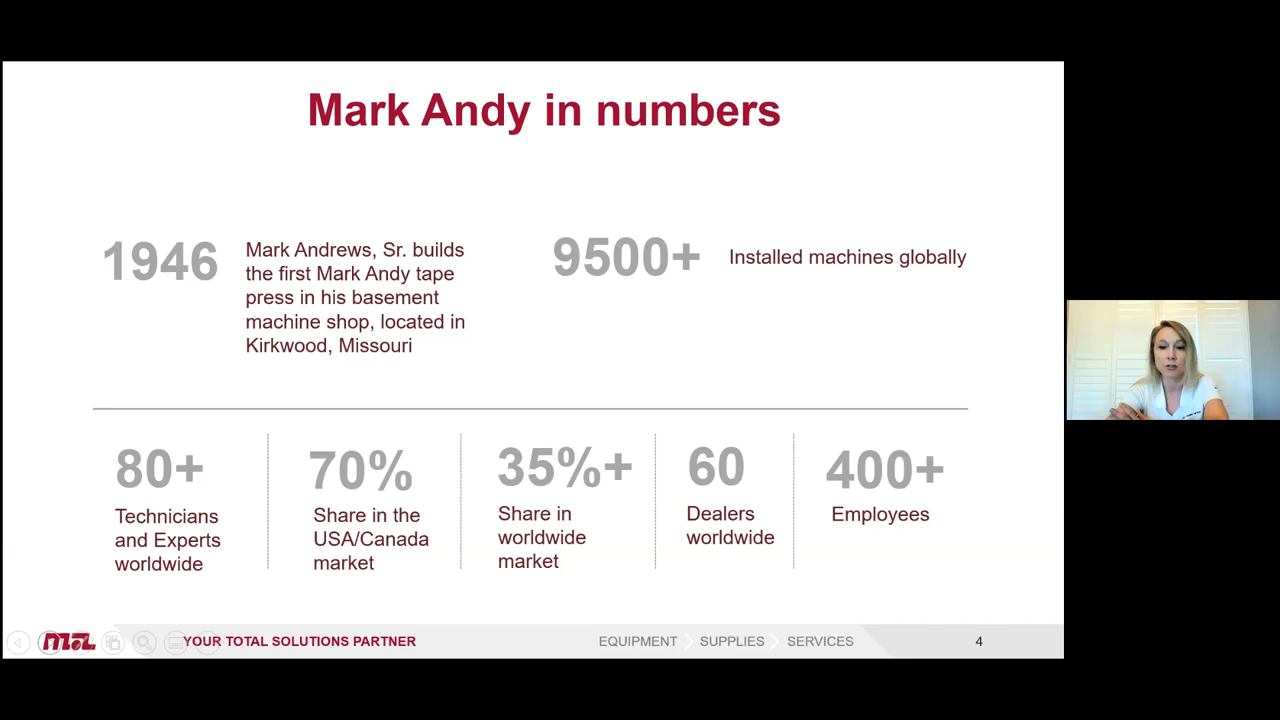 Mark Andy in numbers
1946
Mark Andrews, Sr. builds
the first Mark Andy tape
press in his basement
machine shop, located in
Kirkwood, Missouri
9500+
Installed machines globally
80+
Technicians
and Experts
worldwide
70%
Share in the
USA/Canada
market
35%+
Share in
worldwide
market
60
Dealers
worldwide
400+
Employees
YOUR TOTAL SOLUTIONS PARTNER
EQUIPMENT
SUPPLIES
SERVICES
4